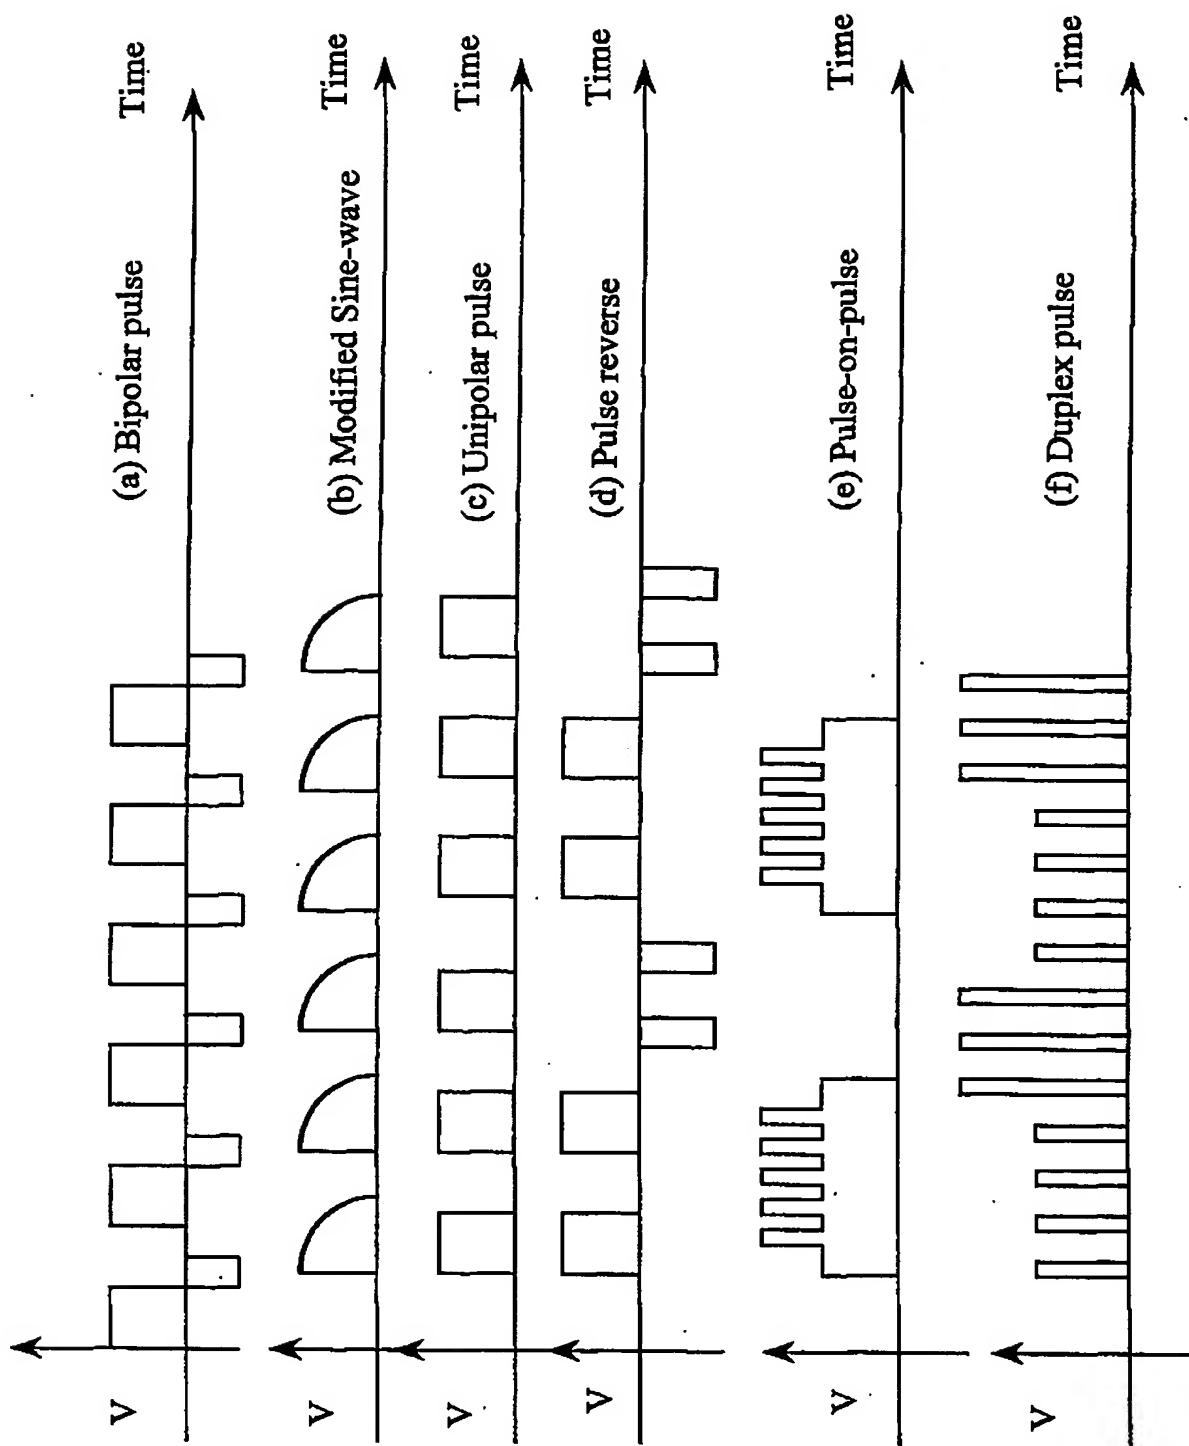 V
(a) Bipolar pulse
Time
V
(b) Modified Sine-wave
Time
V
(c) Unipolar pulse
Time
V
(d) Pulse reverse
Time
V
(e) Pulse-on-pulse
Time
V
(f) Duplex pulse
Time